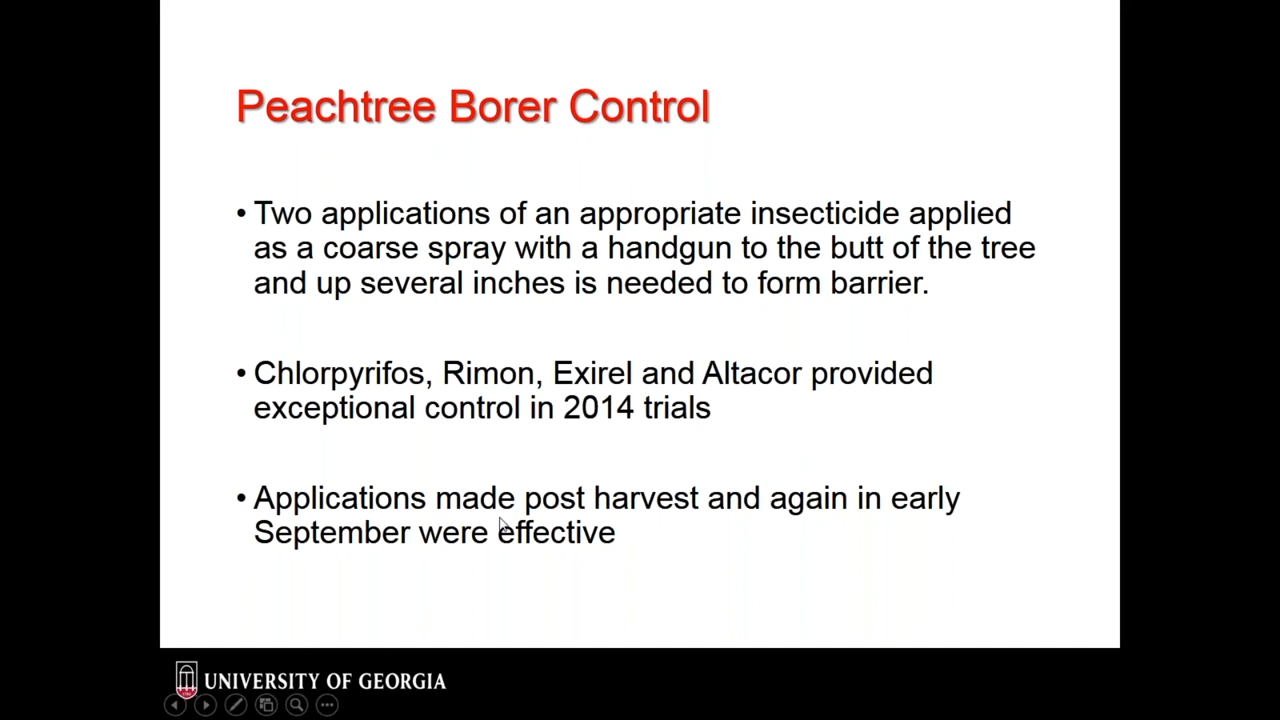 Peachtree Borer Control
• Two applications of an appropriate insecticide applied
as a coarse spray with a handgun to the butt of the tree
and up several inches is needed to form barrier.
• Chlorpyrifos, Rimon, Exirel and Altacor provided
exceptional control in 2014 trials
• Applications made post harvest and again in early
September were effective
UNIVERSITY OF GEORGIA